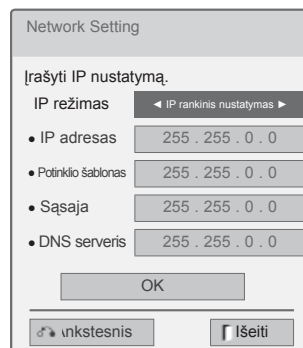 Network Setting
Įrašyti IP nustatymą.
IP režimas ◄ IP rankinis nustatymas ►
• IP adresas 255 . 255 . 0 . 0
• Potinklio šablonas 255 . 255 . 0 . 0
• Sąsaja 255 . 255 . 0 . 0
• DNS serveris 255 . 255 . 0 . 0
OK
Išeiti